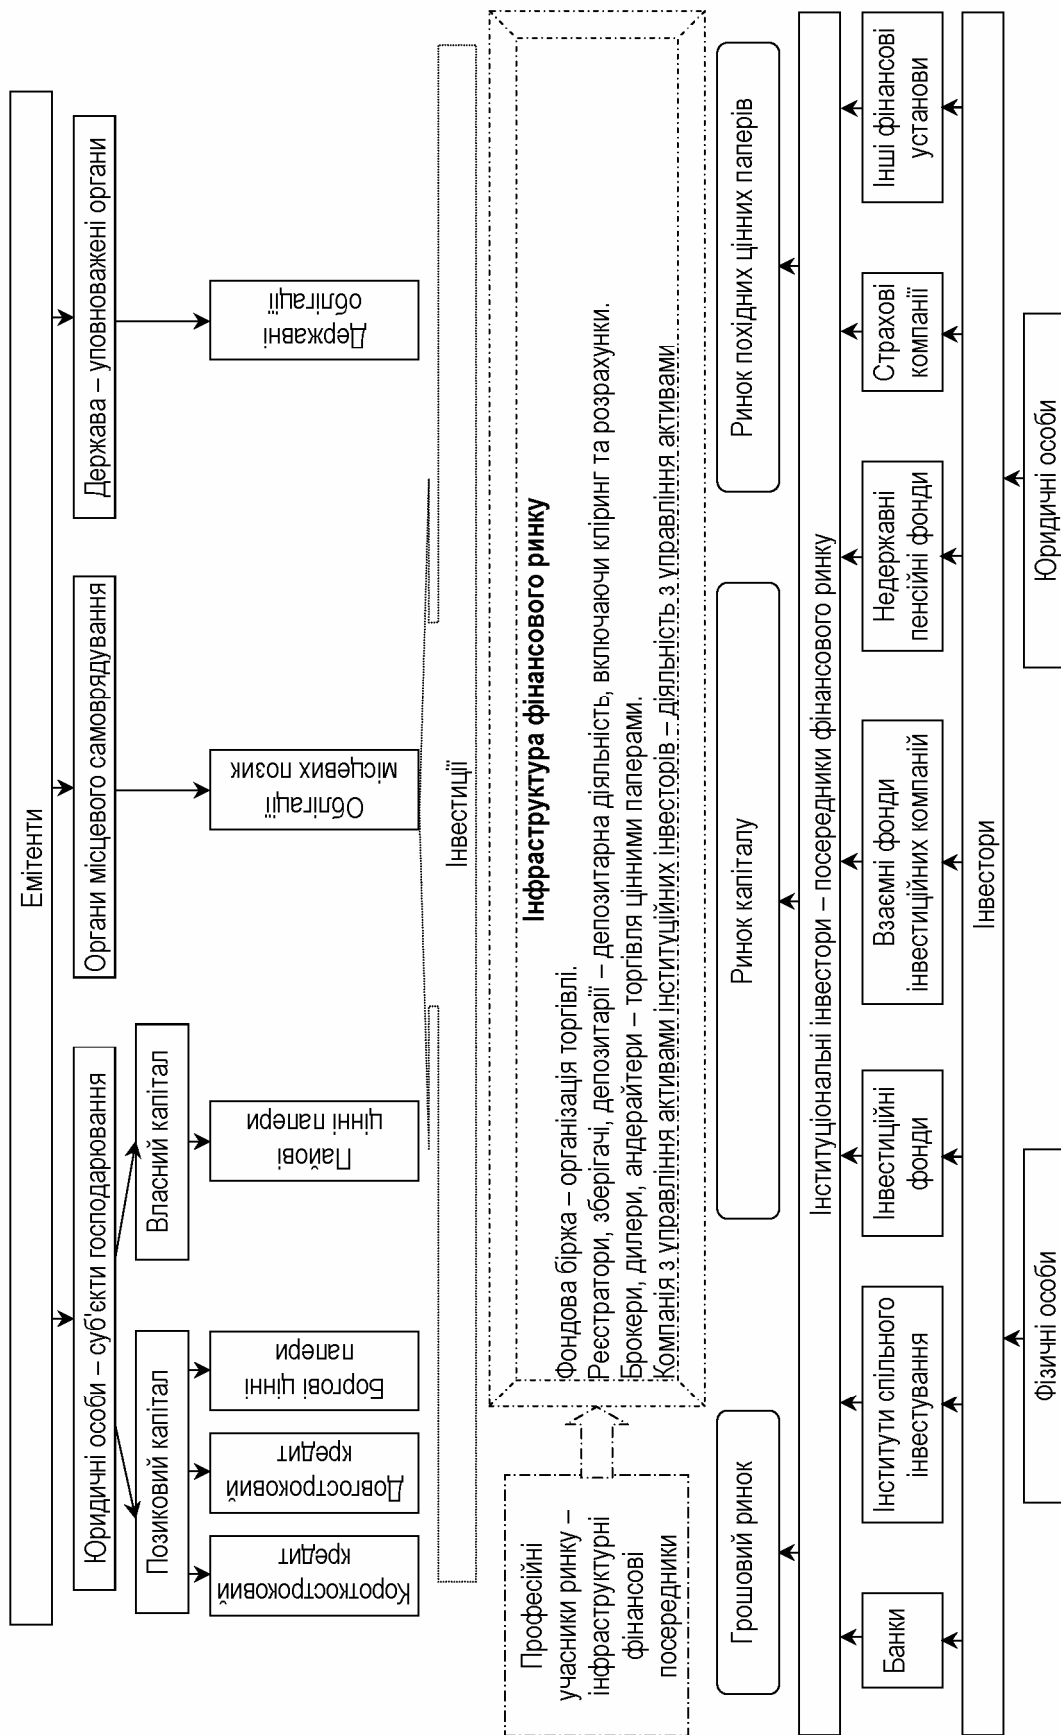 Емітенти
Юридичні особи – суб'єкти господарювання
Органи місцевого самоврядування
Держава – уповноважені органи
Позиковий капітал
Власний капітал
Короткостроковий
кредит
Довгостроковий
кредит
Боргові цінні
папери
Пайові
цінні папери
Облігації
місцевих позик
Державні
облігації
Інвестиції
Професійні
учасники ринку –
інфраструктурні
фінансові
посередники
Інфраструктура фінансового ринку
Фондова біржа – організація торгівлі.
Реєстратори, зберігачі, депозитарії – депозитарна діяльність, включаючи кліринг та розрахунки.
Брокери, дилери, андерайтери – торгівля цінними паперами.
Компанія з управління активами інституційних інвесторів – діяльність з управління активами
Грошовий ринок
Ринок капіталу
Ринок похідних цінних паперів
Інституціональні інвестори – посередники фінансового ринку
Банки
Інститути спільного
інвестування
Інвестиційні
фонди
Взаємні фонди
інвестиційних компаній
Недержавні
пенсійні фонди
Страхові
компанії
Інші фінансові
установи
Інвестори
Фізичні особи
Юридичні особи